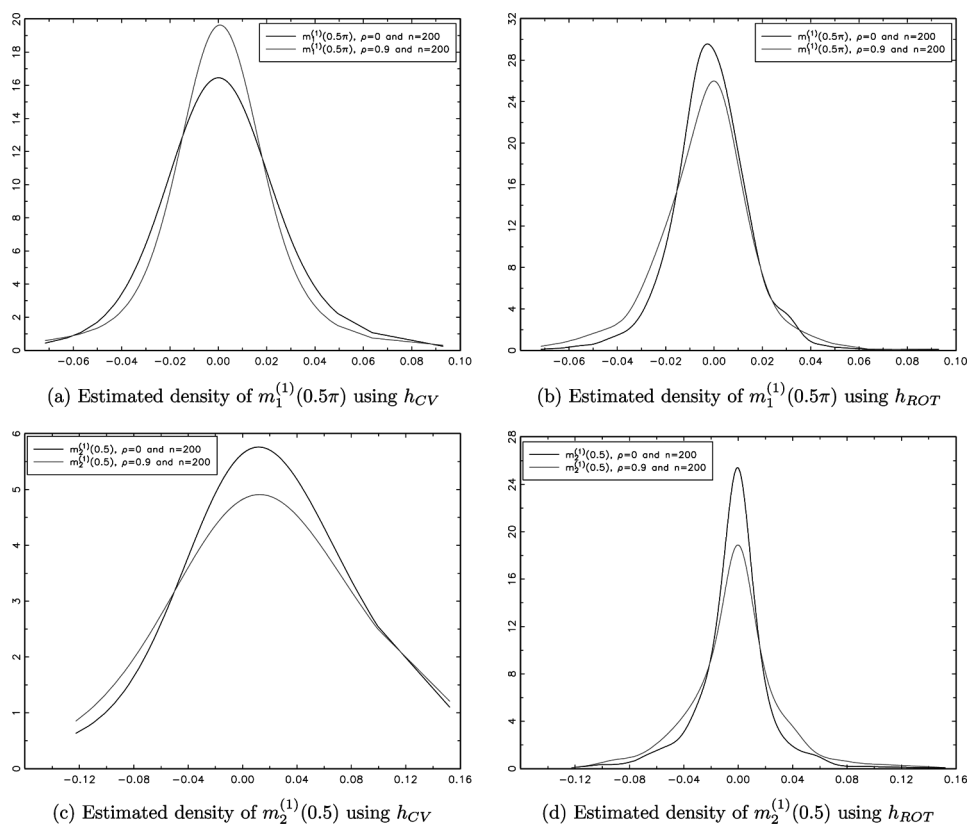 20
18
16
14
12
10
8
6
4
2
0
−0.06 −0.04 −0.02 0.00 0.02 0.04 0.06 0.08 0.10
m₁⁽¹⁾(0.5π), ρ=0 and n=200
m₁⁽¹⁾(0.5π), ρ=0.9 and n=200
(a) Estimated density of m₁⁽¹⁾(0.5π) using h_CV
32
28
24
20
16
12
8
4
0
−0.06 −0.04 −0.02 0.00 0.02 0.04 0.06 0.08 0.10
m₁⁽¹⁾(0.5π), ρ=0 and n=200
m₁⁽¹⁾(0.5π), ρ=0.9 and n=200
(b) Estimated density of m₁⁽¹⁾(0.5π) using h_ROT
6
5
4
3
2
1
0
−0.12 −0.08 −0.04 0.00 0.04 0.08 0.12 0.16
m₂⁽¹⁾(0.5), ρ=0 and n=200
m₂⁽¹⁾(0.5), ρ=0.9 and n=200
(c) Estimated density of m₂⁽¹⁾(0.5) using h_CV
28
24
20
16
12
8
4
0
−0.12 −0.08 −0.04 0.00 0.04 0.08 0.12 0.16
m₂⁽¹⁾(0.5), ρ=0 and n=200
m₂⁽¹⁾(0.5), ρ=0.9 and n=200
(d) Estimated density of m₂⁽¹⁾(0.5) using h_ROT